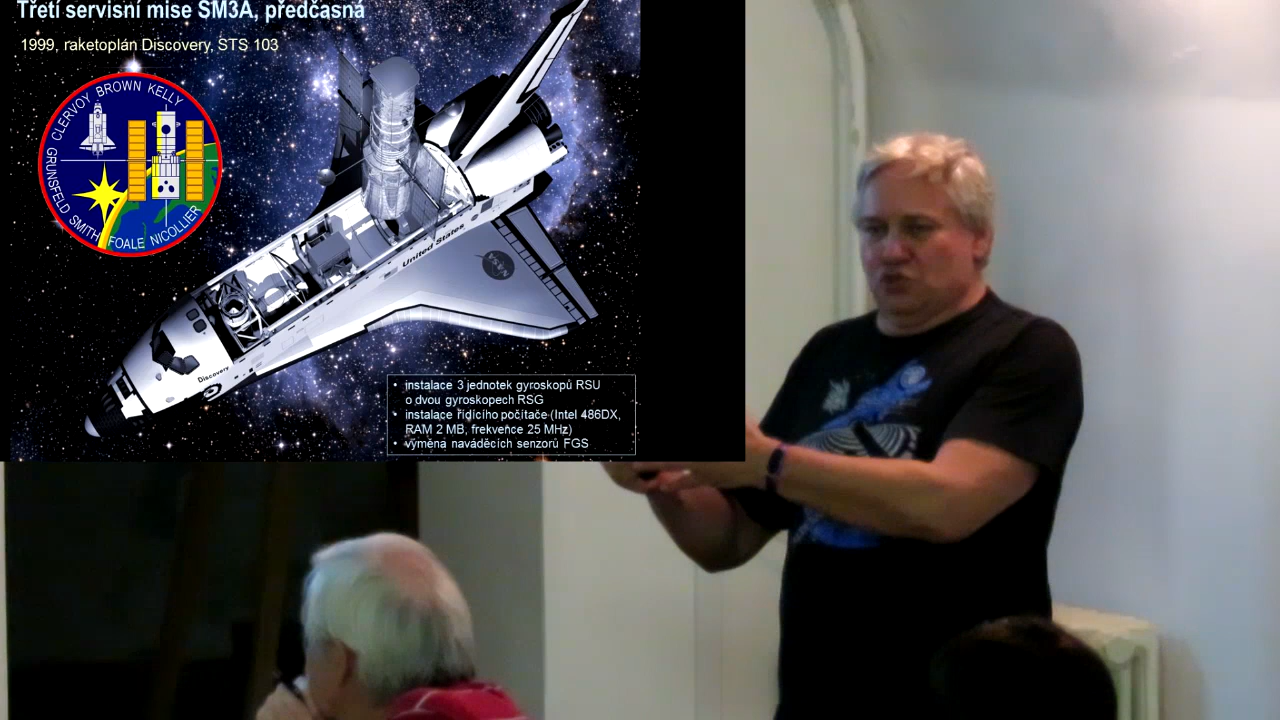 Třetí servisní mise SM3A, předčasná
1999, raketoplán Discovery, STS 103
CLERVOY BROWN KELLY
GRUNSFELD SMITH FOALE NICOLLIER
United States
NASA
Discovery
• instalace 3 jednotek gyroskopů RSU
o dvou gyroskopech RSG
• instalace řídícího počítače (Intel 486DX,
RAM 2 MB, frekvence 25 MHz)
• výměna naváděcích senzorů FGS